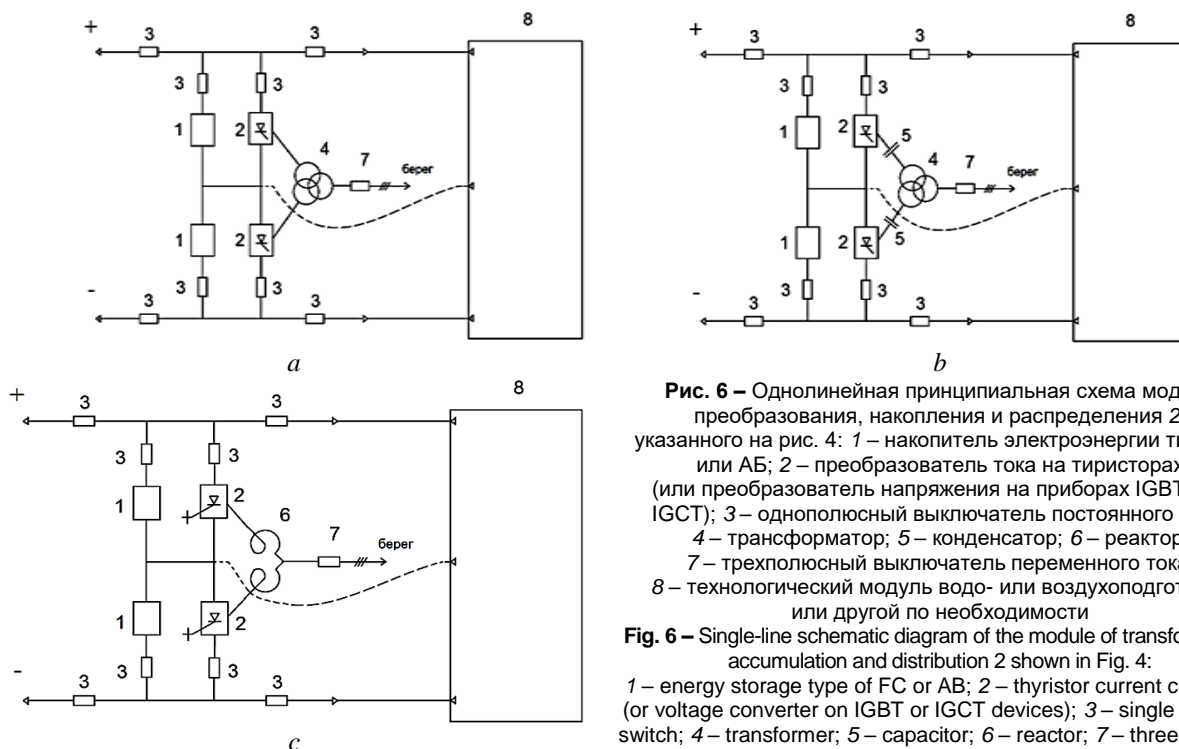 8
+ 3 3
3 3
1 2 4 7
берег
1 2
3 3
- 3 3
a
8
+ 3 3
3 3
1 2 5 4 7
берег
1 2 5
3 3
- 3 3
b
8
+ 3 3
3 3
1 2 6 7
берег
1 2
3 3
- 3 3
c
Рис. 6 – Однолинейная принципиальная схема мод
преобразования, накопления и распределения 2
указанного на рис. 4: 1 – накопитель электроэнергии ти
или АБ; 2 – преобразователь тока на тиристорах
(или преобразователь напряжения на приборах IGBT
IGCT); 3 – однополюсный выключатель постоянного
4 – трансформатор; 5 – конденсатор; 6 – реактор
7 – трехполюсный выключатель переменного тока
8 – технологический модуль водо- или воздухоподгот
или другой по необходимости
Fig. 6 – Single-line schematic diagram of the module of transfo
accumulation and distribution 2 shown in Fig. 4:
1 – energy storage type of FC or AB; 2 – thyristor current c
(or voltage converter on IGBT or IGCT devices); 3 – single
switch; 4 – transformer; 5 – capacitor; 6 – reactor; 7 – three